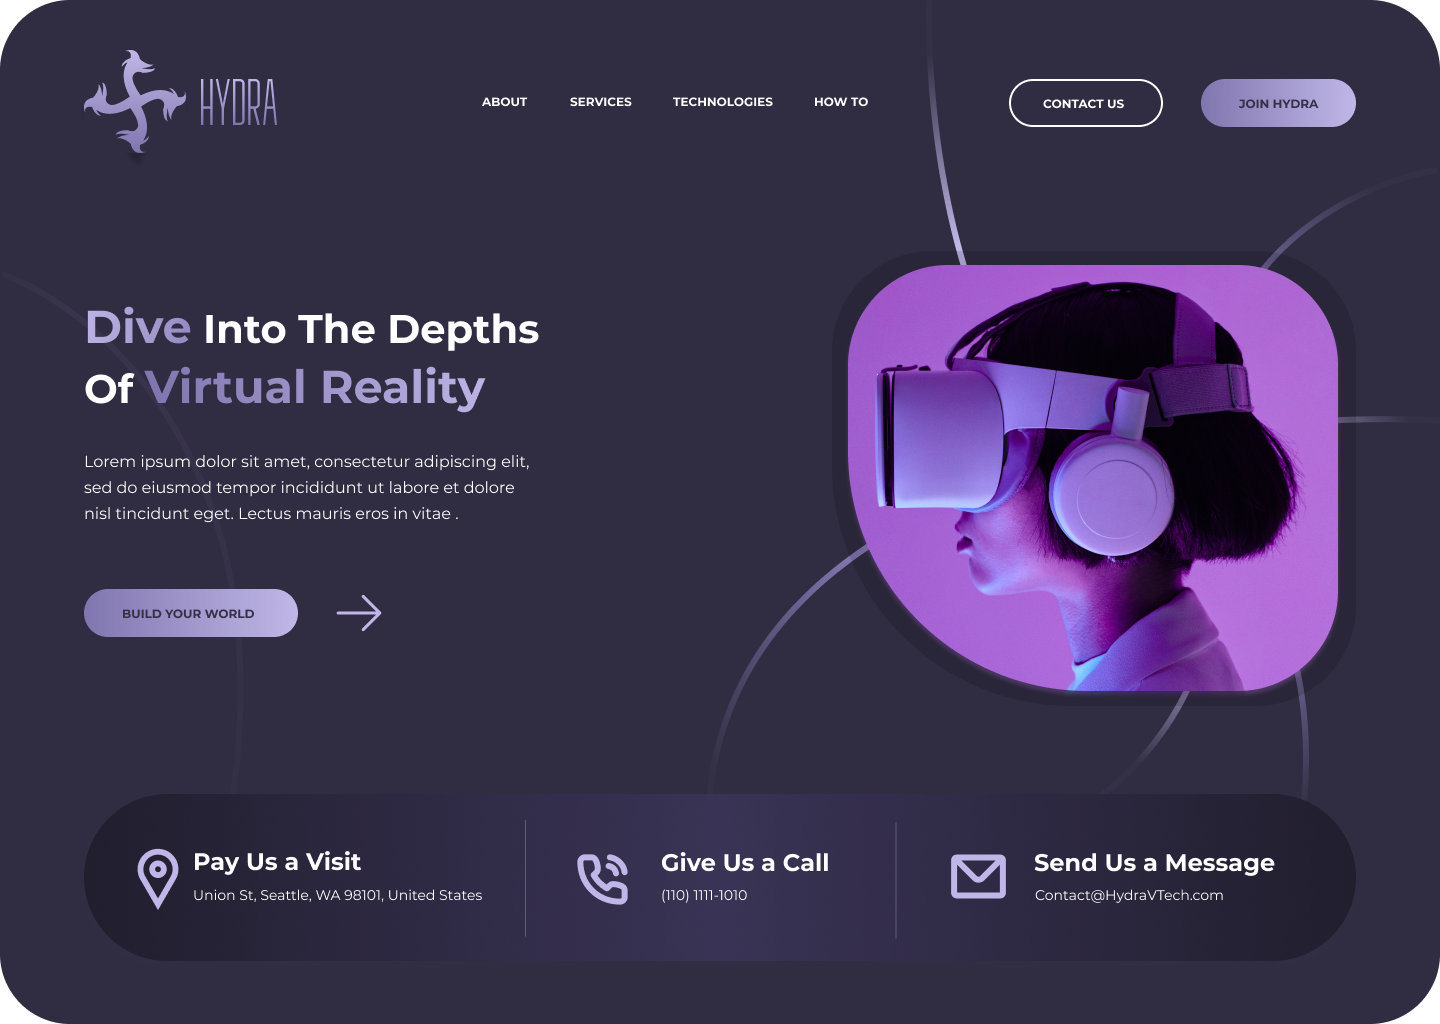 HYDRA
ABOUT
SERVICES
TECHNOLOGIES
HOW TO
CONTACT US
JOIN HYDRA
Dive Into The Depths
Of Virtual Reality
Lorem ipsum dolor sit amet, consectetur adipiscing elit,
sed do eiusmod tempor incididunt ut labore et dolore
nisl tincidunt eget. Lectus mauris eros in vitae .
BUILD YOUR WORLD
Pay Us a Visit
Union St, Seattle, WA 98101, United States
Give Us a Call
(110) 1111-1010
Send Us a Message
Contact@HydraVTech.com